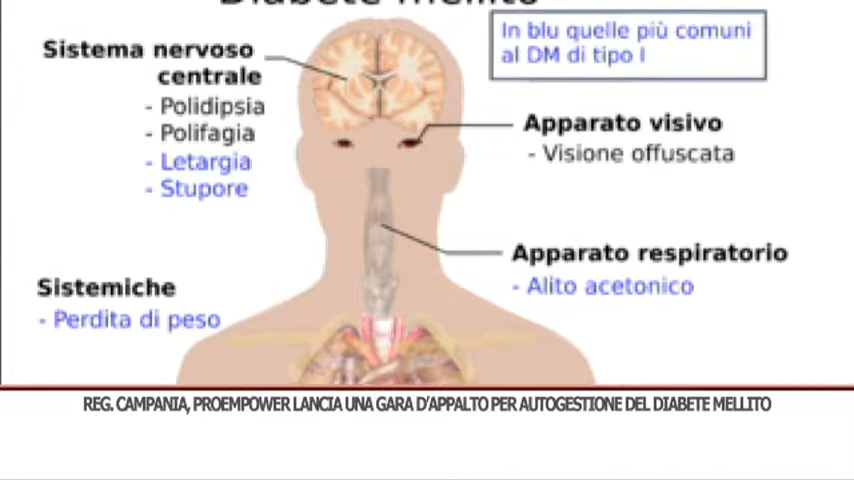 Diabete mellito
In blu quelle più comuni
al DM di tipo I
Sistema nervoso
centrale
- Polidipsia
- Polifagia
- Letargia
- Stupore
Apparato visivo
- Visione offuscata
Apparato respiratorio
- Alito acetonico
Sistemiche
- Perdita di peso
REG. CAMPANIA, PROEMPOWER LANCIA UNA GARA D'APPALTO PER AUTOGESTIONE DEL DIABETE MELLITO